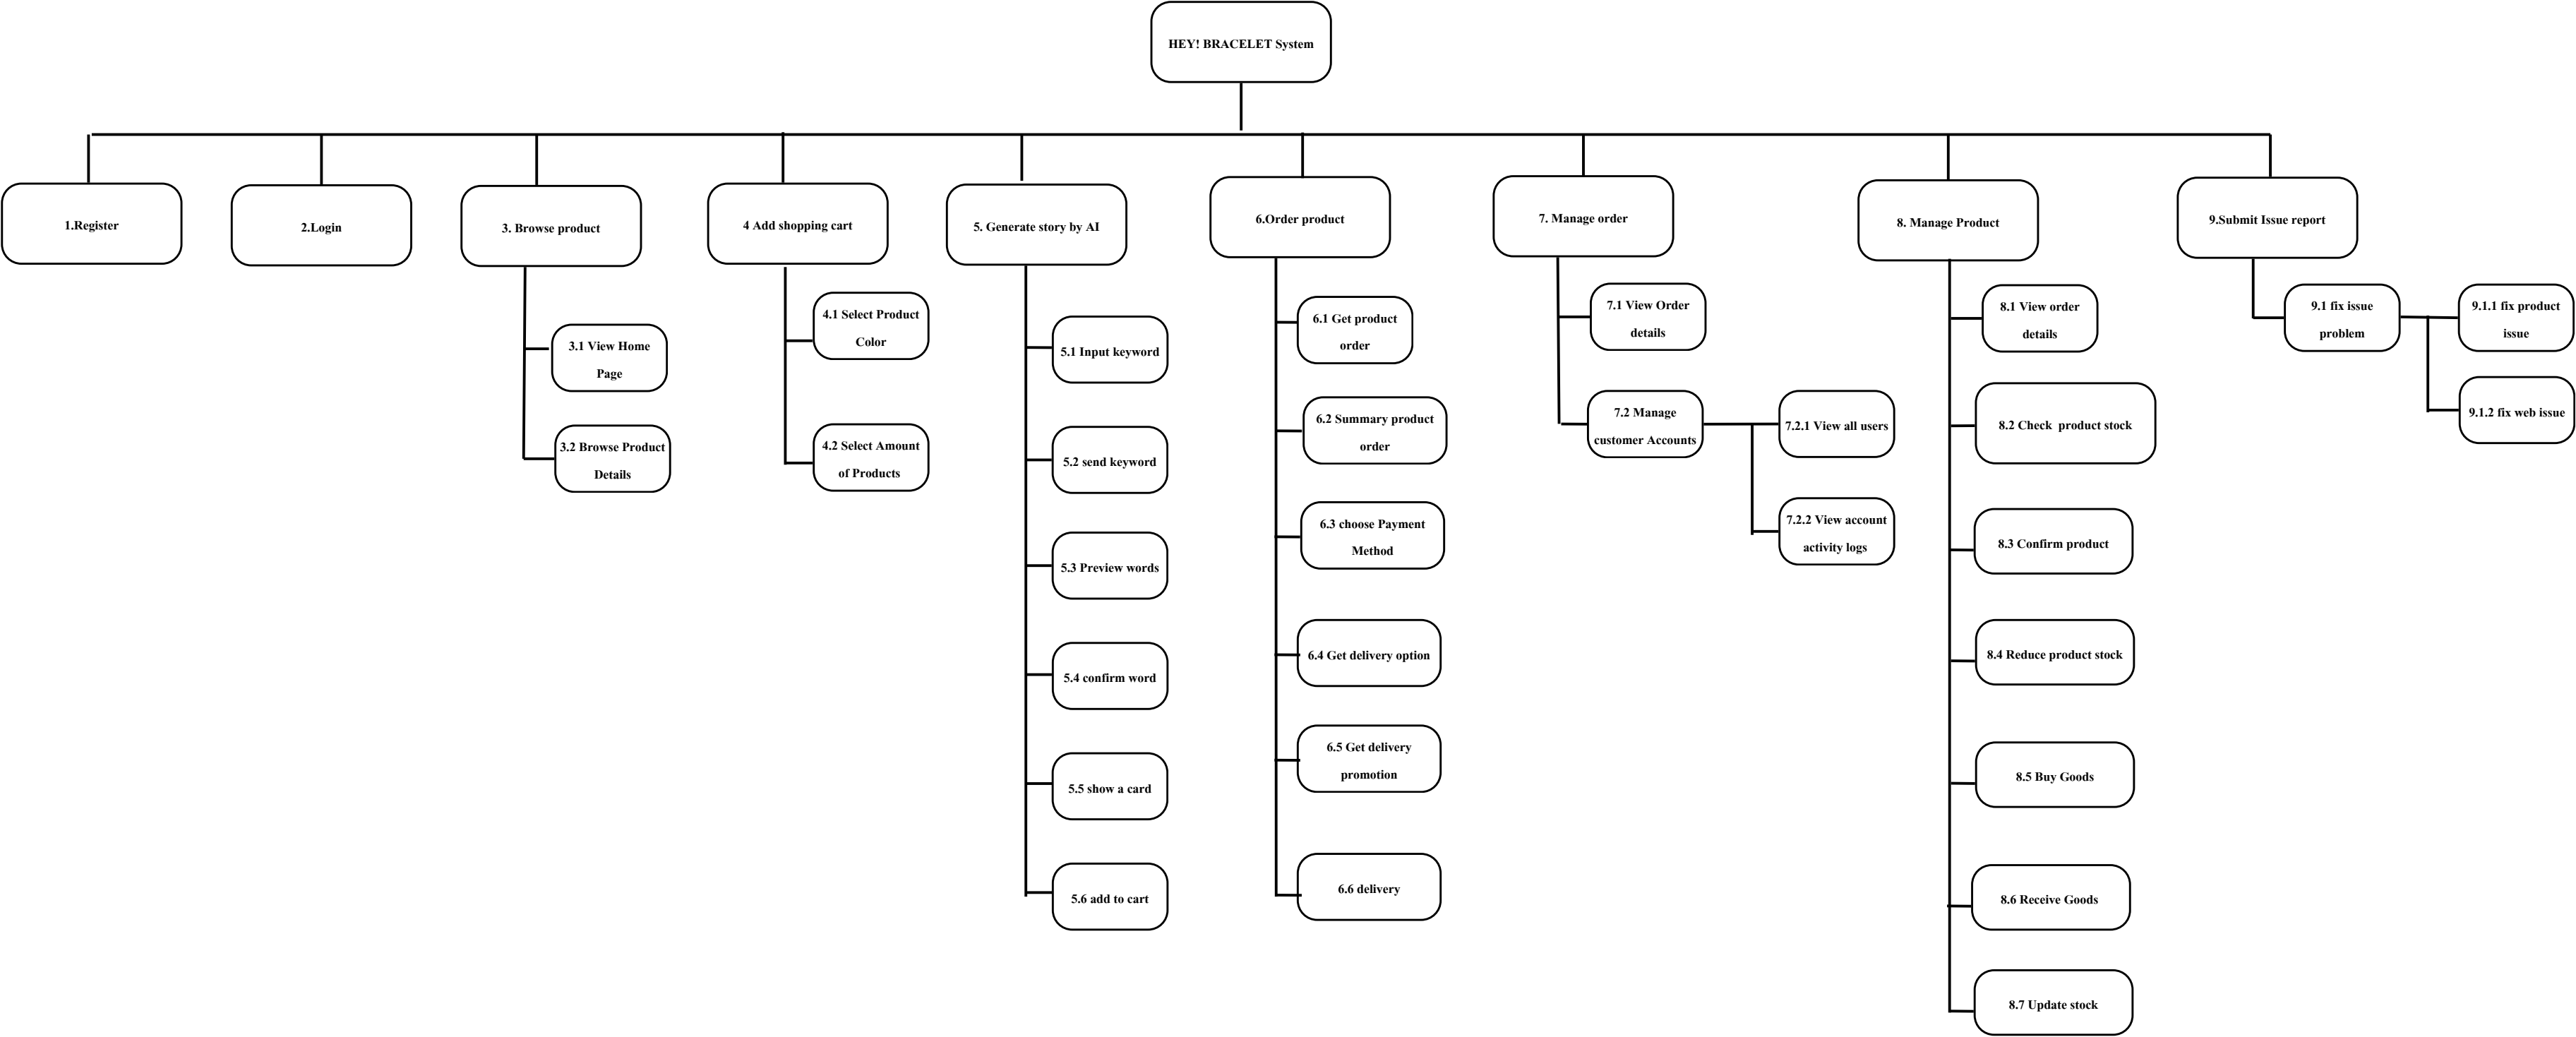 HEY! BRACELET System
1.Register
2.Login
3. Browse product
4 Add shopping cart
5. Generate story by AI
6.Order product
7. Manage order
8. Manage Product
9.Submit Issue report
3.1 View Home
Page
3.2 Browse Product
Details
4.1 Select Product
Color
4.2 Select Amount
of Products
5.1 Input keyword
5.2 send keyword
5.3 Preview words
5.4 confirm word
5.5 show a card
5.6 add to cart
6.1 Get product
order
6.2 Summary product
order
6.3 choose Payment
Method
6.4 Get delivery option
6.5 Get delivery
promotion
6.6 delivery
7.1 View Order
details
7.2 Manage
customer Accounts
7.2.1 View all users
7.2.2 View account
activity logs
8.1 View order
details
8.2 Check  product stock
8.3 Confirm product
8.4 Reduce product stock
8.5 Buy Goods
8.6 Receive Goods
8.7 Update stock
9.1 fix issue
problem
9.1.1 fix product
issue
9.1.2 fix web issue